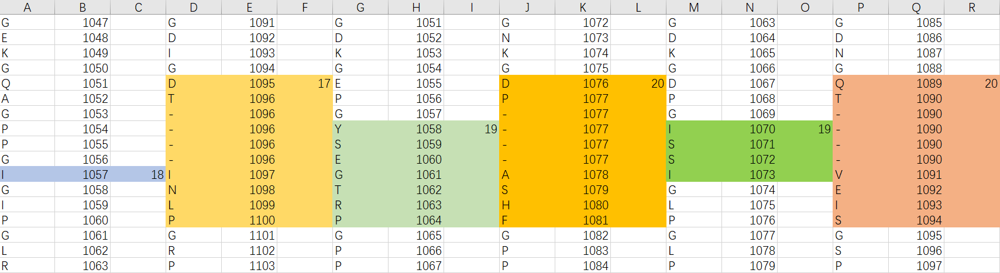 A B C D E F G H I J K L M N O P Q R
G 1047 G 1091 G 1051 G 1072 G 1063 G 1085
E 1048 D 1092 D 1052 N 1073 D 1064 D 1086
K 1049 I 1093 K 1053 K 1074 K 1065 N 1087
G 1050 G 1094 G 1054 G 1075 G 1066 G 1088
Q 1051 D 1095 17 E 1055 D 1076 20 D 1067 Q 1089 20
A 1052 T 1096 P 1056 P 1077 P 1068 T 1090
G 1053 - 1096 G 1057 - 1077 G 1069 - 1090
P 1054 - 1096 Y 1058 19 - 1077 I 1070 19 - 1090
P 1055 - 1096 S 1059 - 1077 S 1071 - 1090
G 1056 - 1096 E 1060 - 1077 S 1072 - 1090
I 1057 18 I 1097 G 1061 A 1078 I 1073 V 1091
G 1058 N 1098 T 1062 S 1079 G 1074 E 1092
I 1059 L 1099 R 1063 H 1080 L 1075 I 1093
P 1060 P 1100 P 1064 F 1081 P 1076 S 1094
G 1061 G 1101 G 1065 G 1082 G 1077 G 1095
L 1062 R 1102 P 1066 P 1083 L 1078 S 1096
R 1063 P 1103 P 1067 P 1084 P 1079 P 1097